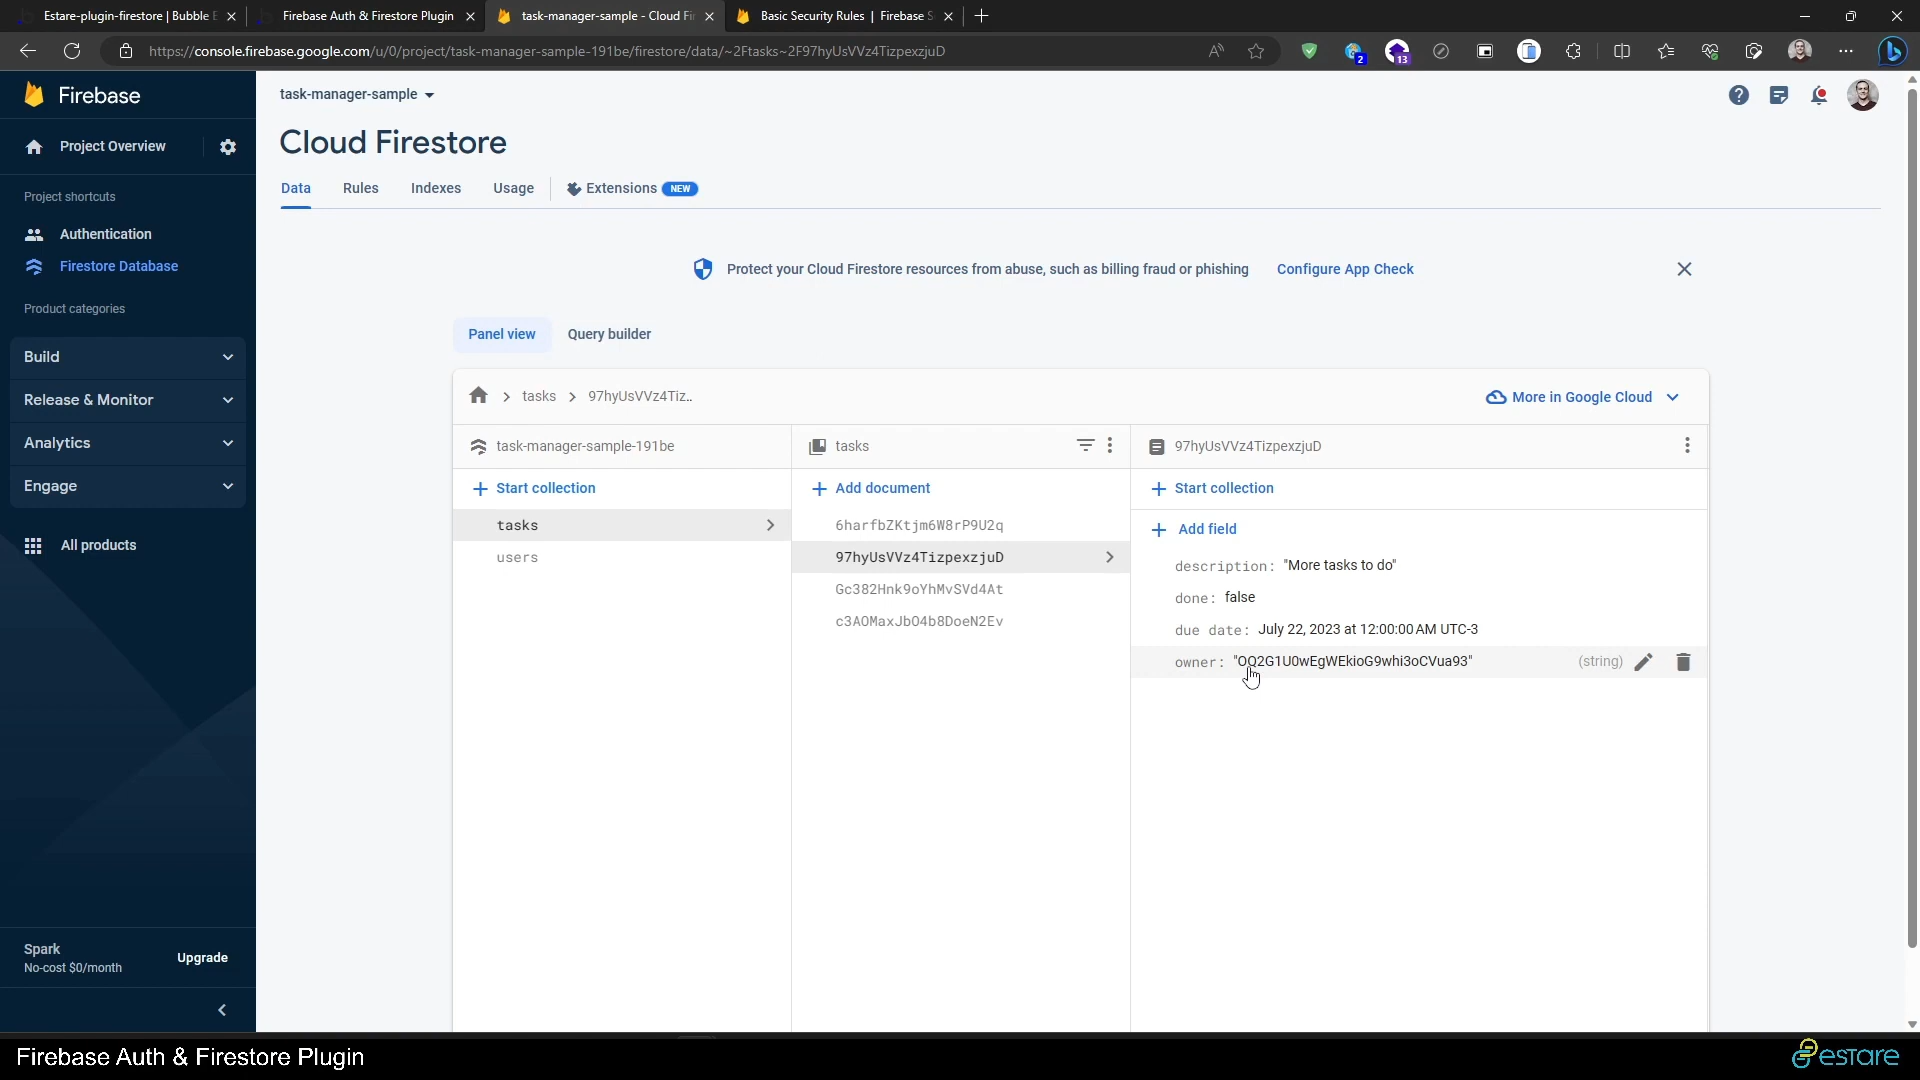 Estare-plugin-firestore | Bubble E
Firebase Auth & Firestore Plugin
task-manager-sample - Cloud Fir
Basic Security Rules | Firebase S
https://console.firebase.google.com/u/0/project/task-manager-sample-191be/firestore/data/~2Ftasks~2F97hyUsVVz4TizpexzjuD
2
13
Firebase
task-manager-sample
Project Overview
Cloud Firestore
Project shortcuts
Data
Rules
Indexes
Usage
Extensions NEW
Authentication
Firestore Database
Protect your Cloud Firestore resources from abuse, such as billing fraud or phishing
Configure App Check
Product categories
Build
Release & Monitor
Analytics
Engage
All products
Panel view
Query builder
tasks
97hyUsVVz4Tiz..
More in Google Cloud
task-manager-sample-191be
tasks
97hyUsVVz4TizpexzjuD
Start collection
Add document
Start collection
tasks
users
6harfbZKtjm6W8rP9U2q
97hyUsVVz4TizpexzjuD
Gc382Hnk9oYhMvSVd4At
c3AOMaxJbO4b8DoeN2Ev
Add field
description: "More tasks to do"
done: false
due date: July 22, 2023 at 12:00:00 AM UTC-3
owner: "OQ2G1U0wEgWEkioG9whi3oCVua93"
(string)
Spark
No-cost $0/month
Upgrade
Firebase Auth & Firestore Plugin
estare